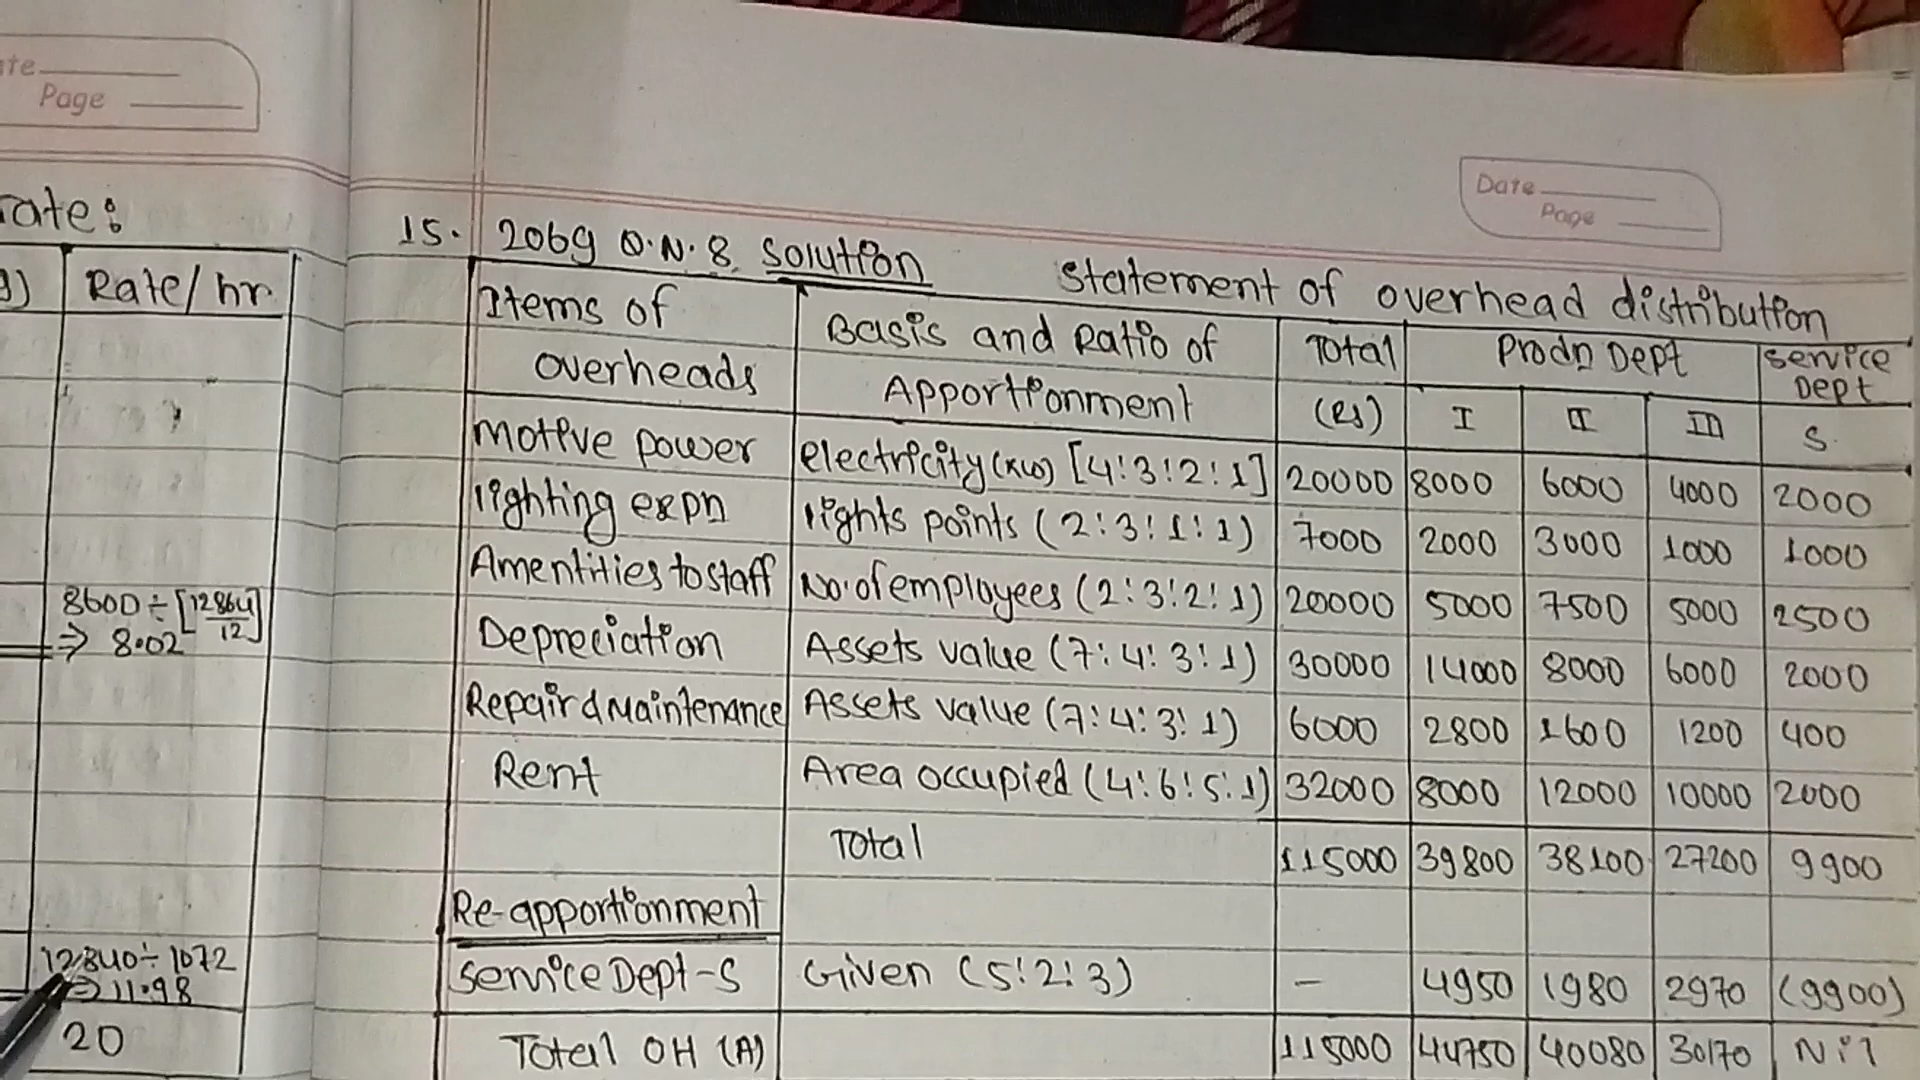 Page
rate:
Rate/hr.
8600 ÷ [12864/12]
⇒ 8.02
12840 ÷ 1072
⇒ 11.98
20
Date
Page
15. 2069 Q.N.8. Solution
Statement of overhead distribution
Items of overheads | Basis and Ratio of Apportionment | Total (Rs) | Prodn Dept I | II | III | Service Dept S.
Motive power | electricity (kw) [4:3:2:1] | 20000 | 8000 | 6000 | 4000 | 2000
lighting expn | lights points (2:3:1:1) | 7000 | 2000 | 3000 | 1000 | 1000
Amentities to staff | No. of employees (2:3:2:1) | 20000 | 5000 | 7500 | 5000 | 2500
Depreciation | Assets value (7:4:3:1) | 30000 | 14000 | 8000 | 6000 | 2000
Repair & Maintenance | Assets value (7:4:3:1) | 6000 | 2800 | 1600 | 1200 | 400
Rent | Area occupied (4:6:5:1) | 32000 | 8000 | 12000 | 10000 | 2000
Total | 115000 | 39800 | 38100 | 27200 | 9900
Re-apportionment
Service Dept-S | Given (5:2:3) | - | 4950 | 1980 | 2970 | (9900)
Total OH (A) | 115000 | 44750 | 40080 | 30170 | Nil